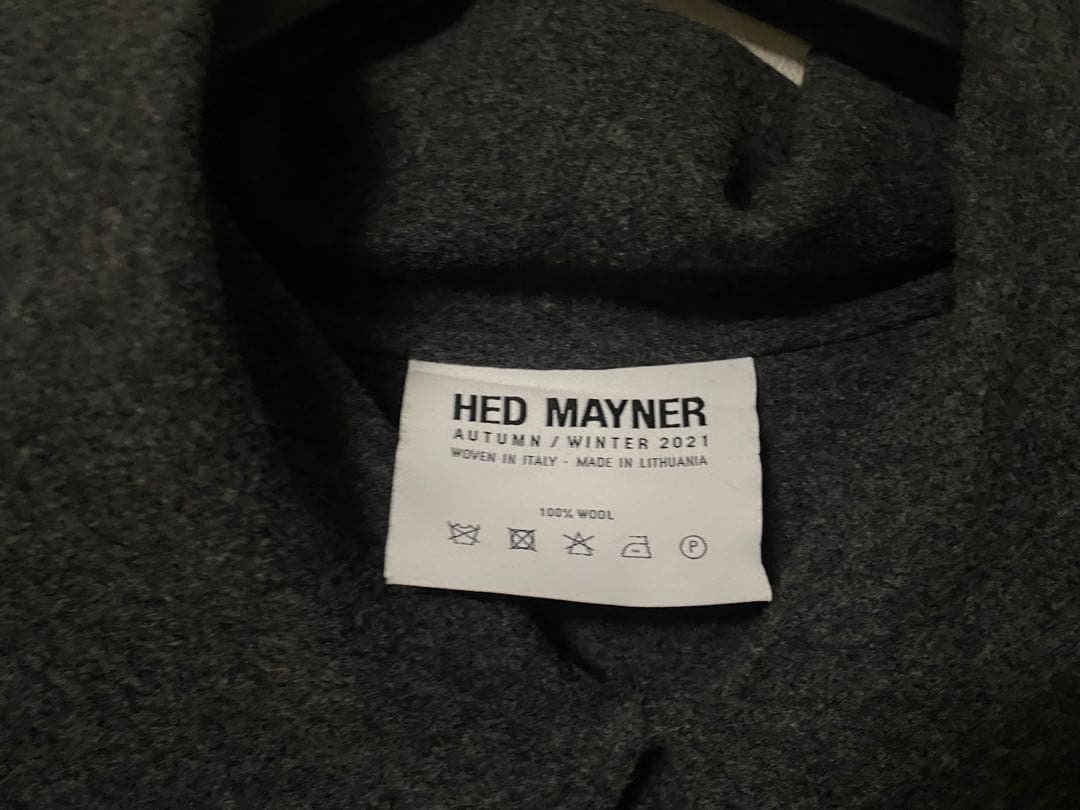 HED MAYNER
AUTUMN / WINTER 2021
WOVEN IN ITALY - MADE IN LITHUANIA
100% WOOL
P